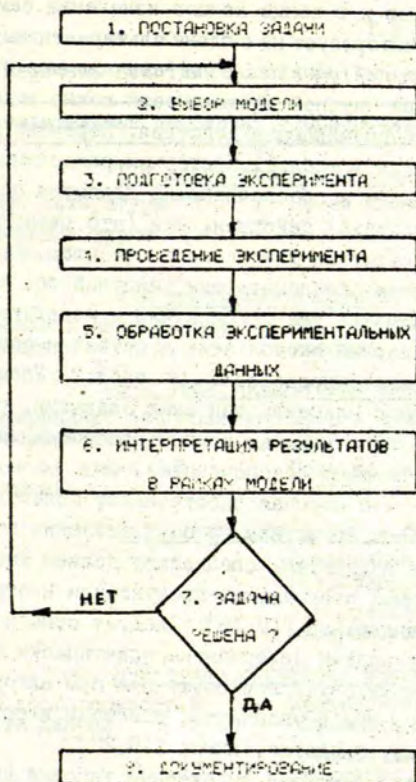 1. ПОСТАНОВКА ЗАДАЧИ
2. ВЫБОР МОДЕЛИ
3. ПОДГОТОВКА ЭКСПЕРИМЕНТА
4. ПРОВЕДЕНИЕ ЭКСПЕРИМЕНТА
5. ОБРАБОТКА ЭКСПЕРИМЕНТАЛЬНЫХ
ДАННЫХ
6. ИНТЕРПРЕТАЦИЯ РЕЗУЛЬТАТОВ
В РАМКАХ МОДЕЛИ
НЕТ
7. ЗАДАЧА
РЕШЕНА ?
ДА
ДОКУМЕНТИРОВАНИЕ